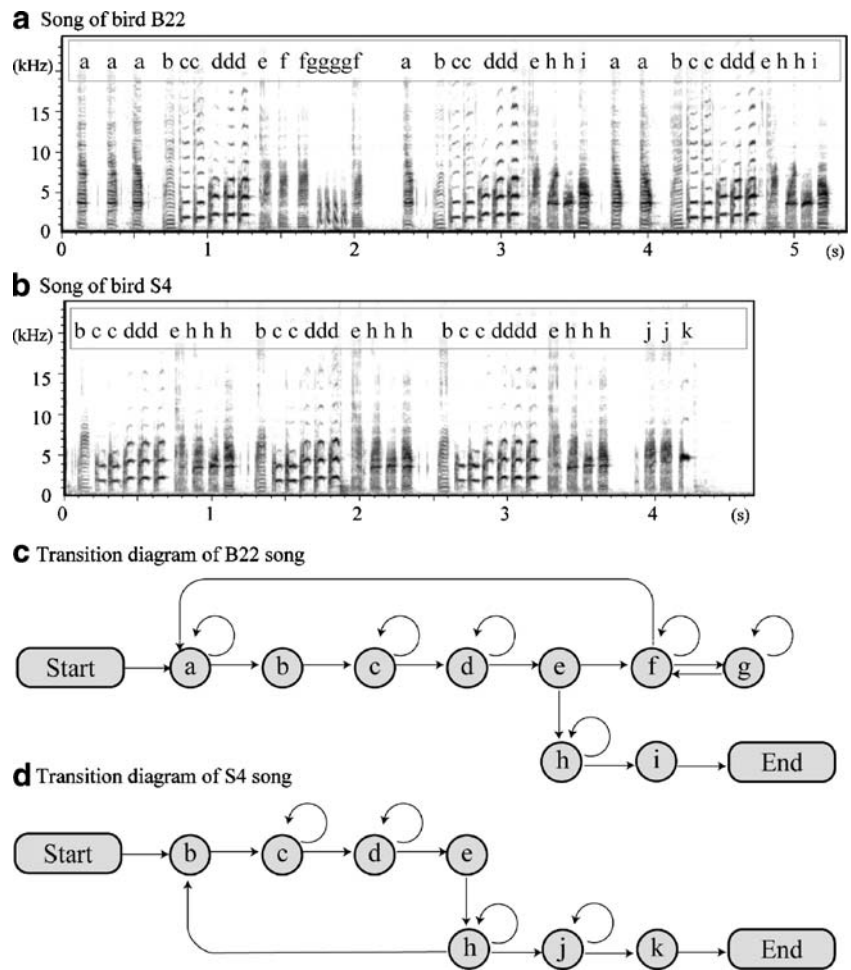 a Song of bird B22
(kHz)
a a a b cc ddd e f fggggf a b cc ddd e h h i a a b c c ddd e h h i
15
10
5
0
0 1 2 3 4 5 (s)
b Song of bird S4
(kHz)
b c c ddd e h h h b c c ddd e h h h b c c dddd e h h h j j k
15
10
5
0
0 1 2 3 4 (s)
c Transition diagram of B22 song
Start a b c d e f g
h i End
d Transition diagram of S4 song
Start b c d e
h j k End